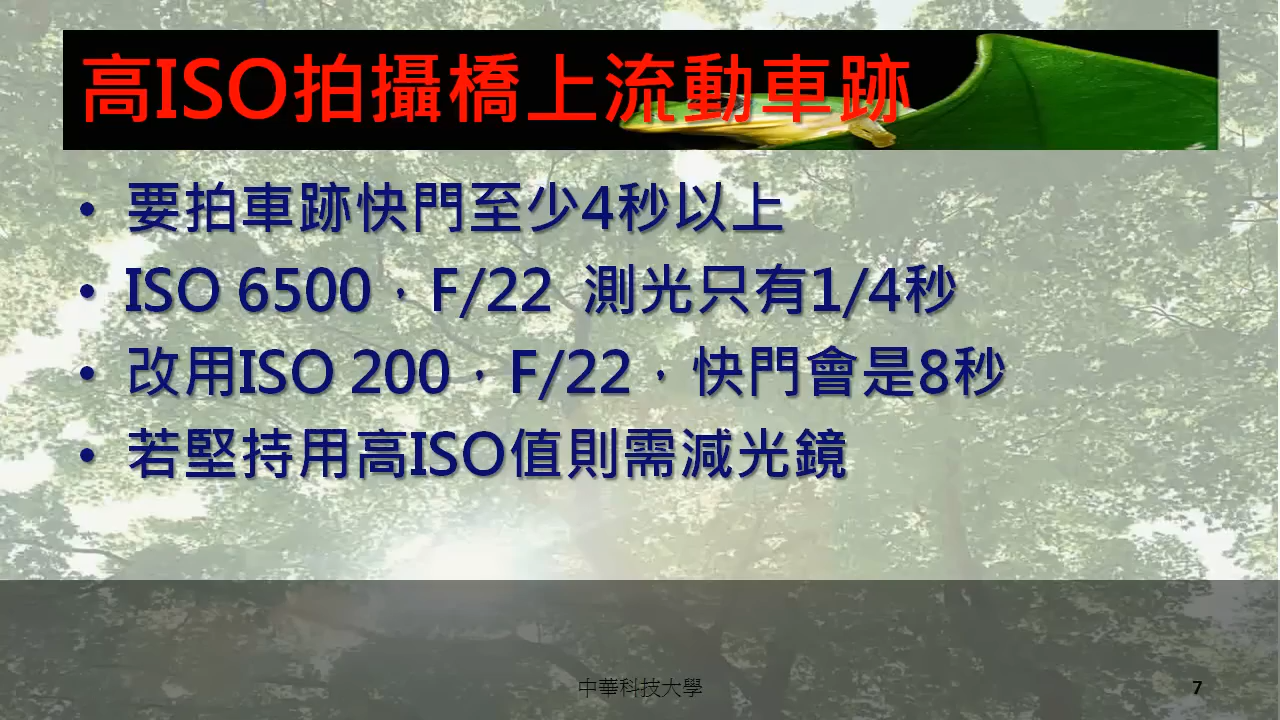 高ISO拍攝橋上流動車跡
• 要拍車跡快門至少4秒以上
• ISO 6500，F/22 測光只有1/4秒
• 改用ISO 200，F/22，快門會是8秒
• 若堅持用高ISO值則需減光鏡
中華科技大學
7